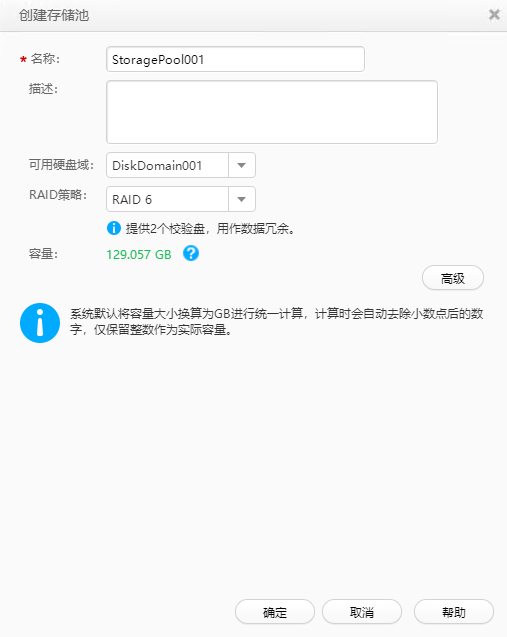 创建存储池
* 名称: StoragePool001
描述:
可用硬盘域: DiskDomain001
RAID策略: RAID 6
提供2个校验盘，用作数据冗余。
容量: 129.057 GB
高级
系统默认将容量大小换算为GB进行统一计算，计算时会自动去除小数点后的数
字，仅保留整数作为实际容量。
确定 取消 帮助